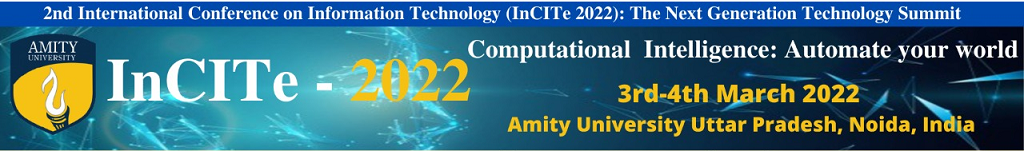 2nd International Conference on Information Technology (InCITe 2022): The Next Generation Technology Summit
AMITY
UNIVERSITY
InCITe - 2022
Computational Intelligence: Automate your world
3rd-4th March 2022
Amity University Uttar Pradesh, Noida, India